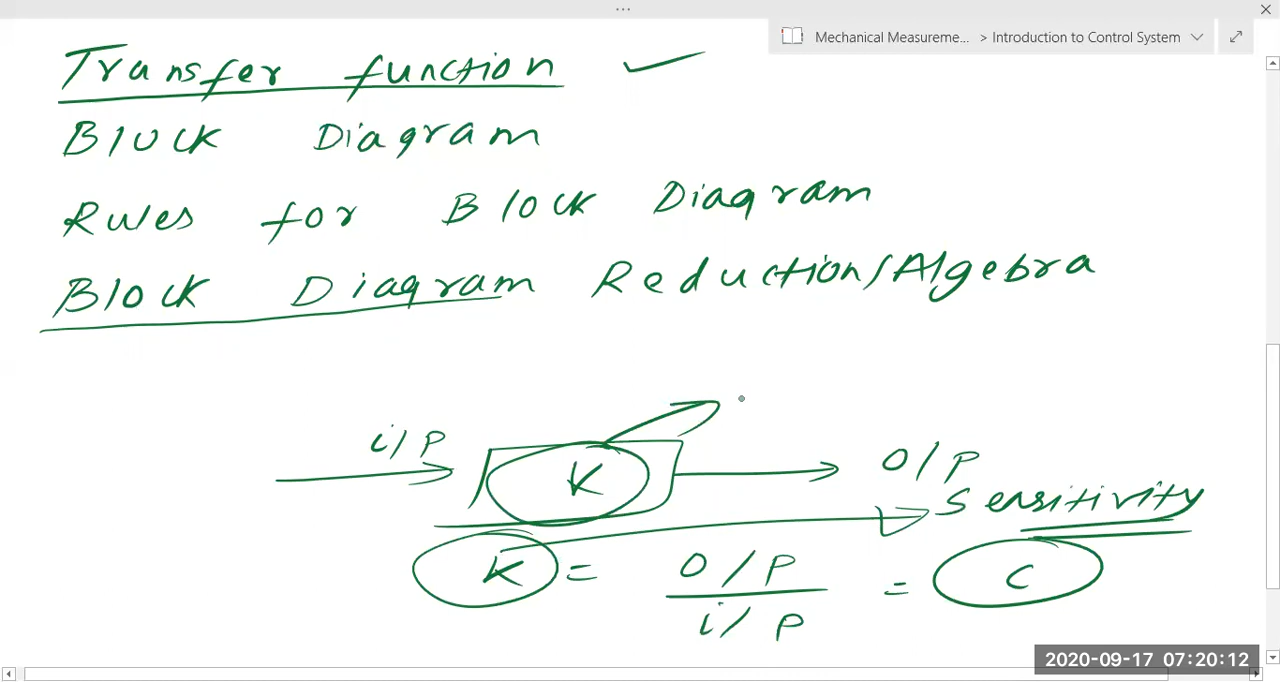 Mechanical Measureme... > Introduction to Control System
Transfer function
Block Diagram
Rules for Block Diagram
Block Diagram Reduction/Algebra
i/P
K
O/P
Sensitivity
K = O/P / i/P = C
2020-09-17 07:20:12